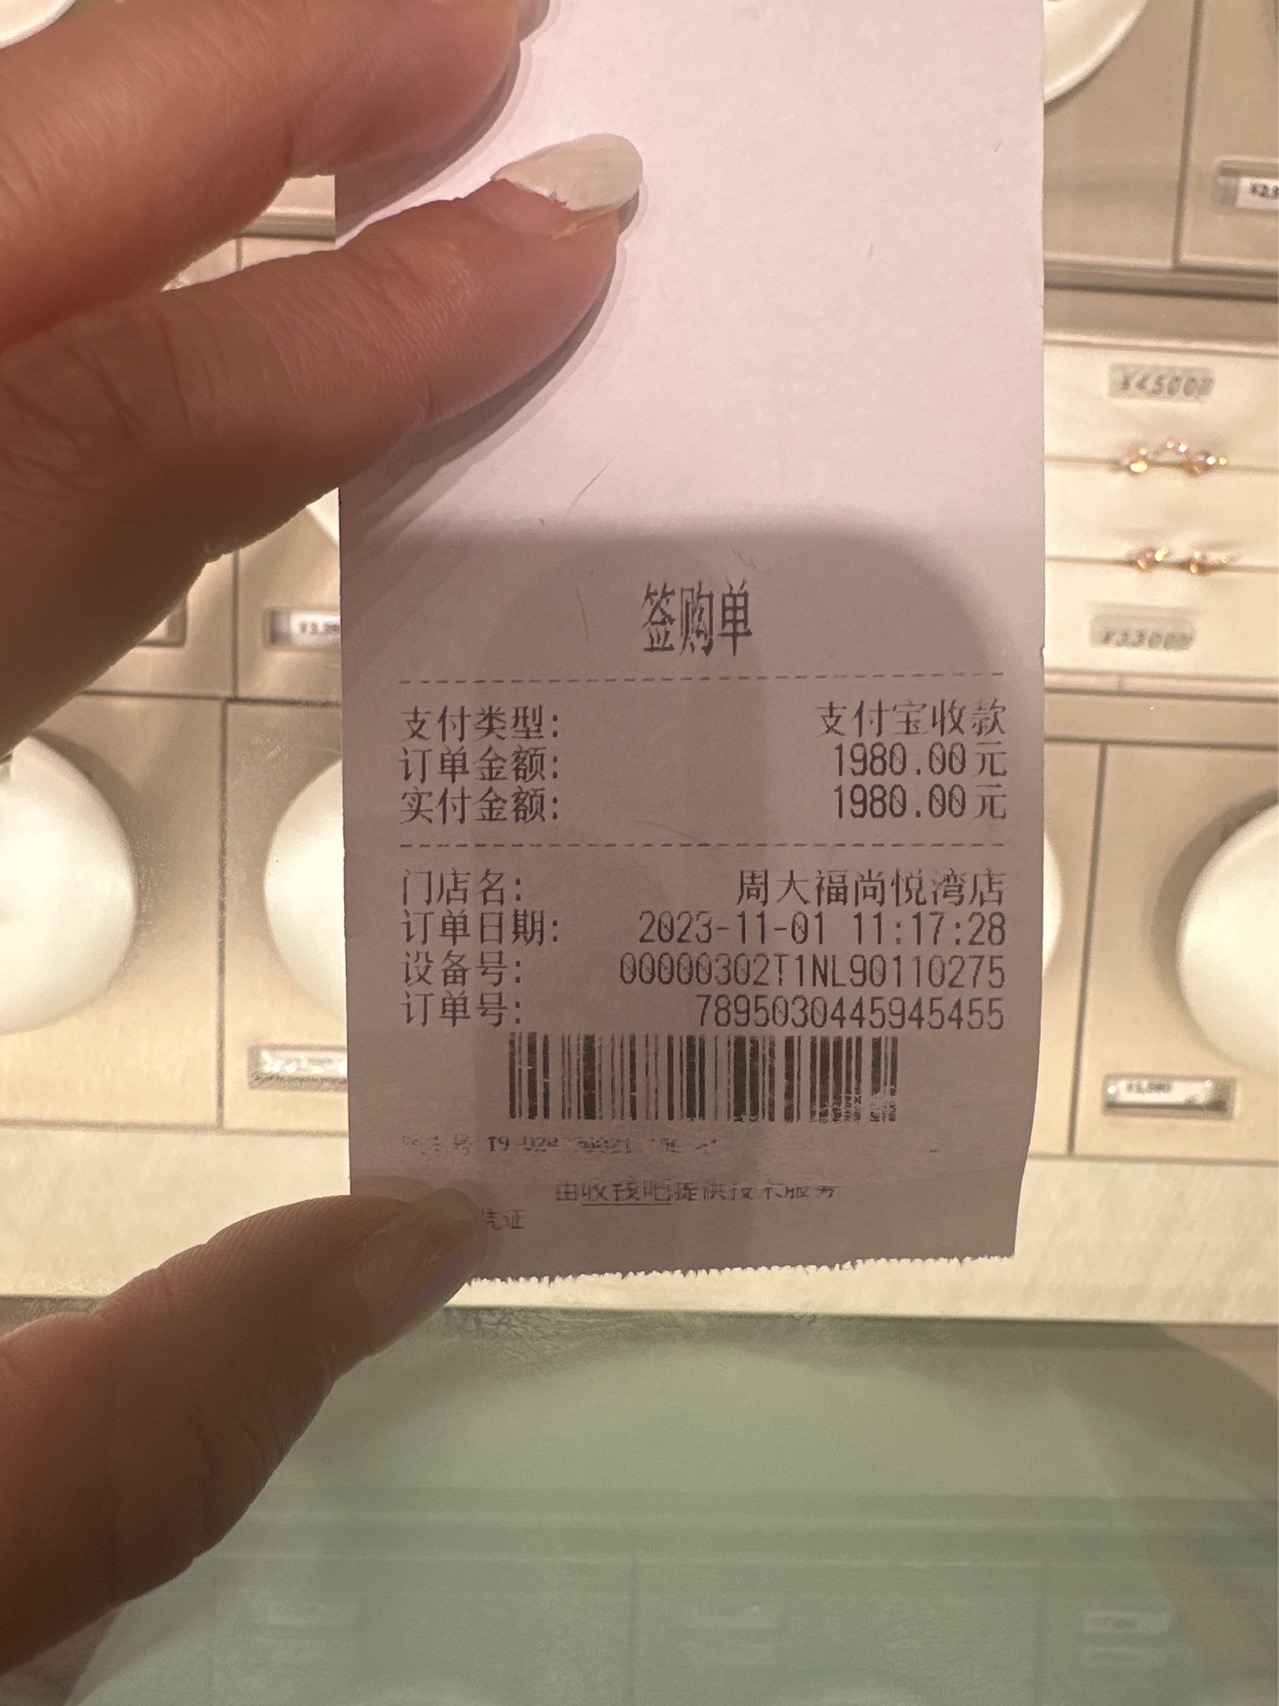 签购单
支付类型: 支付宝收款
订单金额: 1980.00元
实付金额: 1980.00元
门店名: 周大福尚悦湾店
订单日期: 2023-11-01 11:17:28
设备号: 00000302T1NL90110275
订单号: 7895030445945455
由收钱吧提供技术服务
凭证
¥4500
¥3300